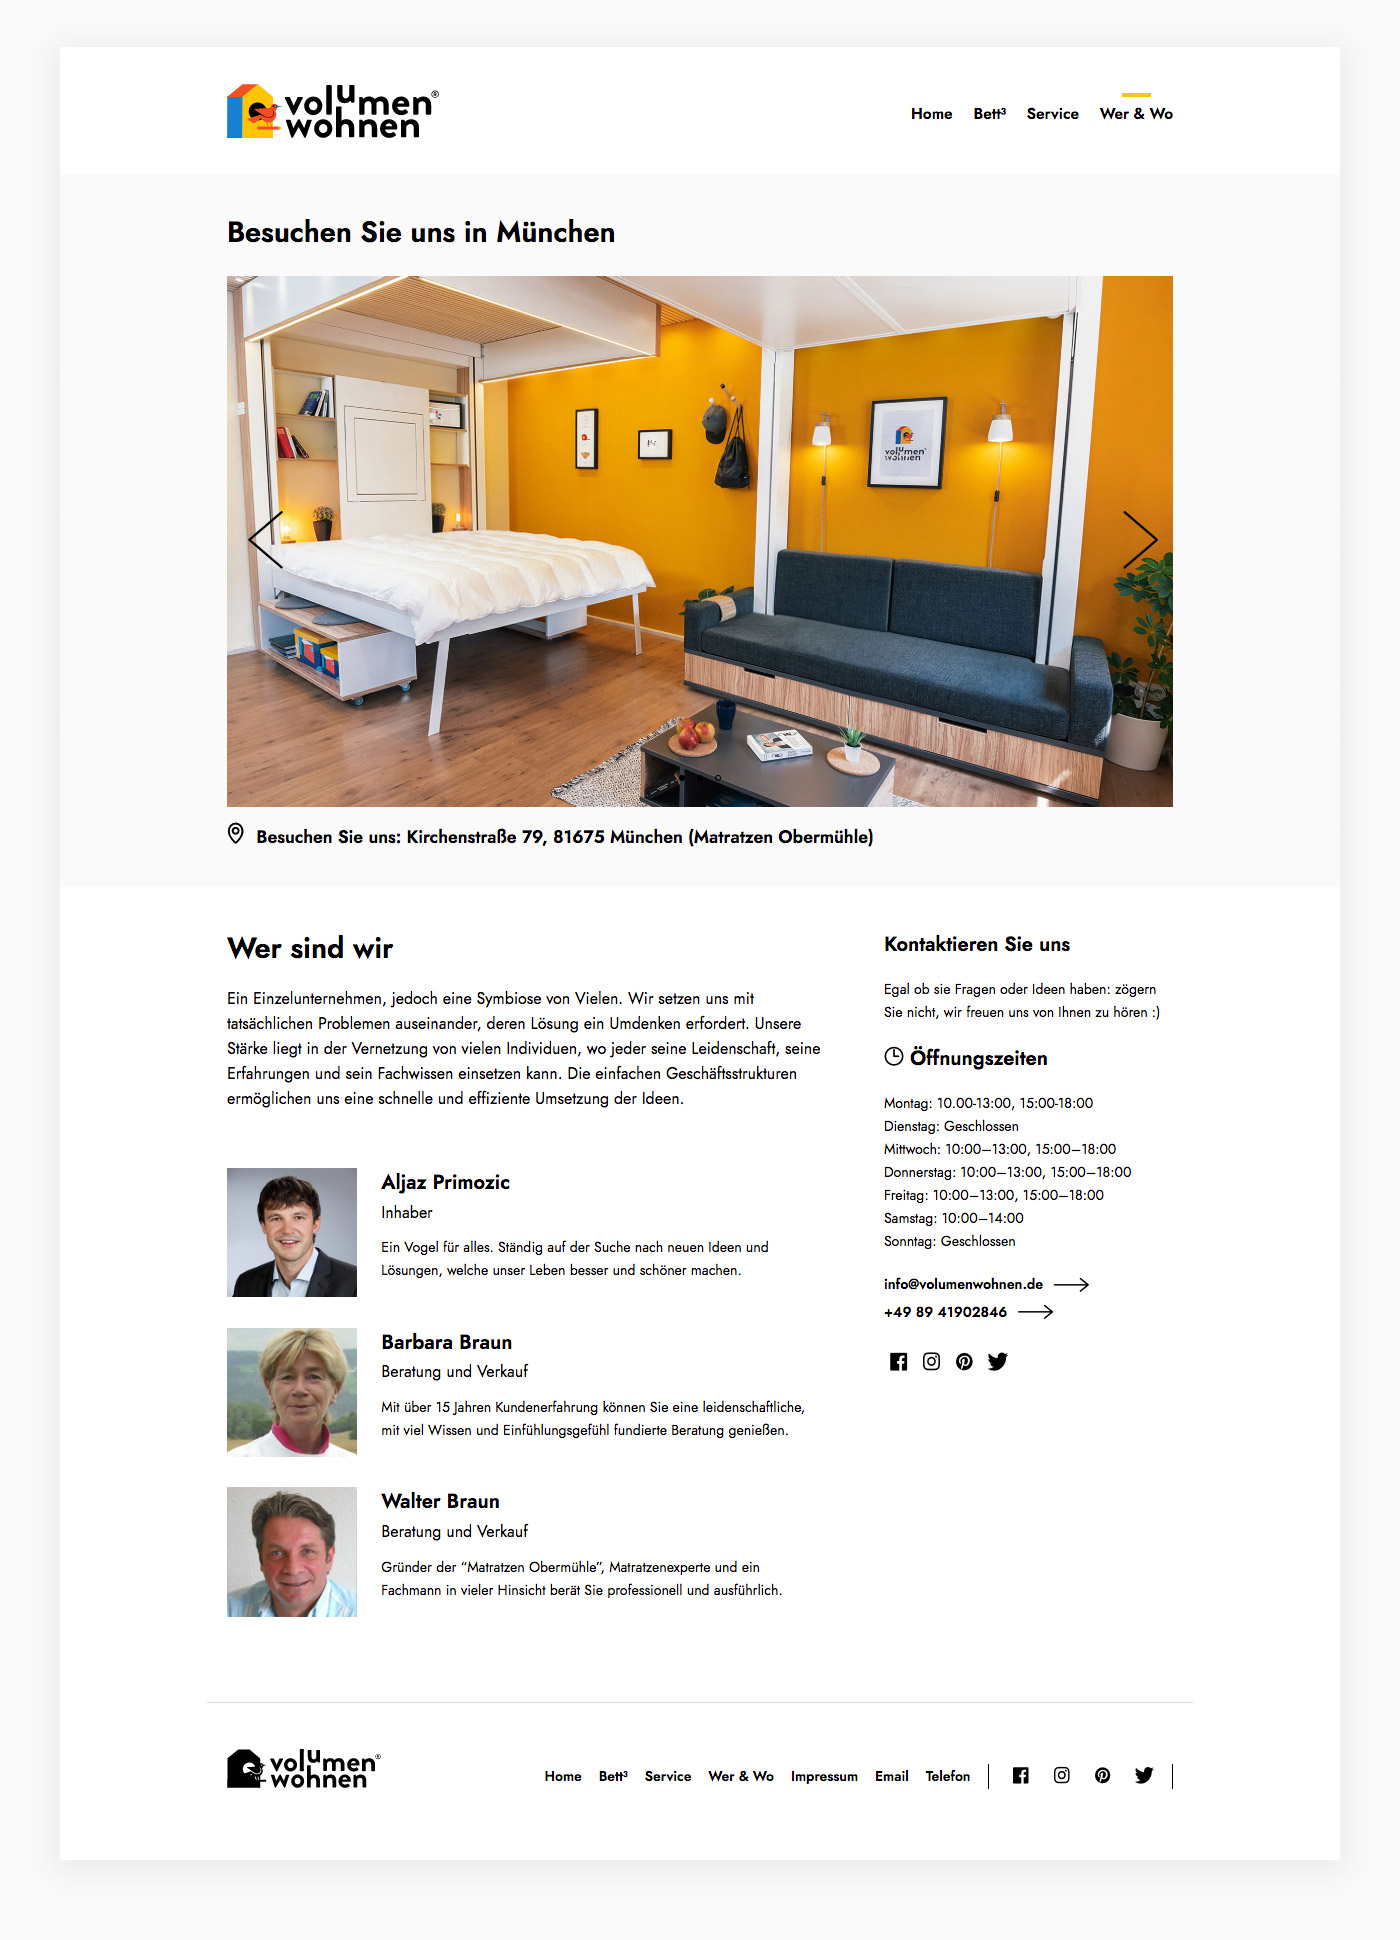 volumen®
wohnen
Home Bett³ Service Wer & Wo
Besuchen Sie uns in München
volumen®
wohnen
Besuchen Sie uns: Kirchenstraße 79, 81675 München (Matratzen Obermühle)
Wer sind wir
Ein Einzelunternehmen, jedoch eine Symbiose von Vielen. Wir setzen uns mit
tatsächlichen Problemen auseinander, deren Lösung ein Umdenken erfordert. Unsere
Stärke liegt in der Vernetzung von vielen Individuen, wo jeder seine Leidenschaft, seine
Erfahrungen und sein Fachwissen einsetzen kann. Die einfachen Geschäftsstrukturen
ermöglichen uns eine schnelle und effiziente Umsetzung der Ideen.
Aljaz Primozic
Inhaber
Ein Vogel für alles. Ständig auf der Suche nach neuen Ideen und
Lösungen, welche unser Leben besser und schöner machen.
Barbara Braun
Beratung und Verkauf
Mit über 15 Jahren Kundenerfahrung können Sie eine leidenschaftliche,
mit viel Wissen und Einfühlungsgefühl fundierte Beratung genießen.
Walter Braun
Beratung und Verkauf
Gründer der “Matratzen Obermühle”, Matratzenexperte und ein
Fachmann in vieler Hinsicht berät Sie professionell und ausführlich.
Kontaktieren Sie uns
Egal ob sie Fragen oder Ideen haben: zögern
Sie nicht, wir freuen uns von Ihnen zu hören :)
Öffnungszeiten
Montag: 10.00-13:00, 15:00-18:00
Dienstag: Geschlossen
Mittwoch: 10:00–13:00, 15:00–18:00
Donnerstag: 10:00–13:00, 15:00–18:00
Freitag: 10:00–13:00, 15:00–18:00
Samstag: 10:00–14:00
Sonntag: Geschlossen
info@volumenwohnen.de
+49 89 41902846
volumen®
wohnen
Home Bett³ Service Wer & Wo Impressum Email Telefon